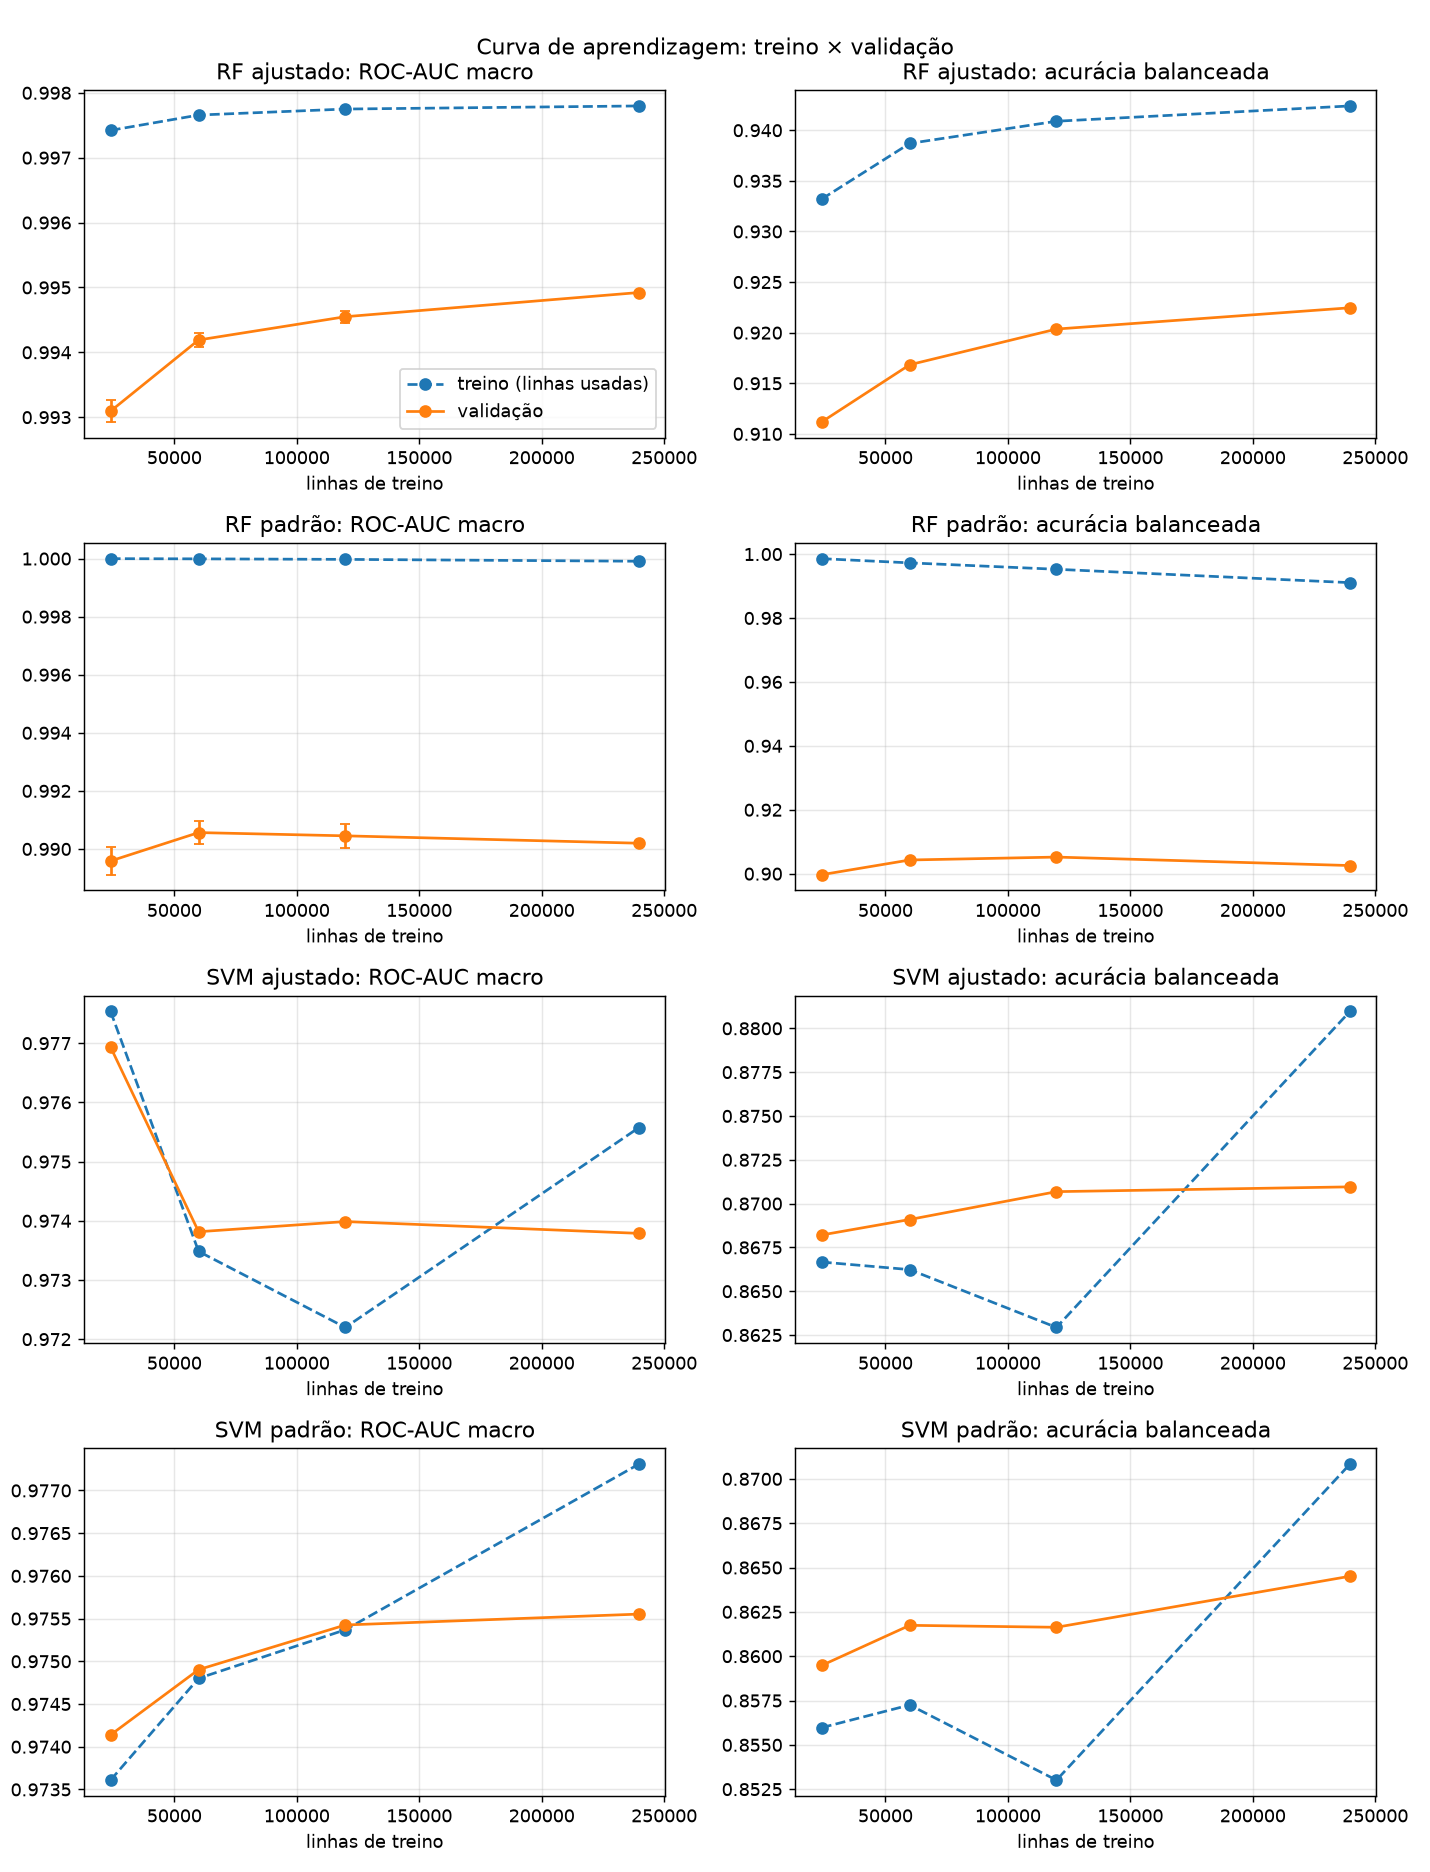 Curva de aprendizagem: treino × validação
RF ajustado: ROC-AUC macro
0.998
0.997
0.996
0.995
0.994
0.993
treino (linhas usadas)
validação
50000 100000 150000 200000 250000
linhas de treino
RF ajustado: acurácia balanceada
0.940
0.935
0.930
0.925
0.920
0.915
0.910
50000 100000 150000 200000 250000
linhas de treino
RF padrão: ROC-AUC macro
1.000
0.998
0.996
0.994
0.992
0.990
50000 100000 150000 200000 250000
linhas de treino
RF padrão: acurácia balanceada
1.00
0.98
0.96
0.94
0.92
0.90
50000 100000 150000 200000 250000
linhas de treino
SVM ajustado: ROC-AUC macro
0.977
0.976
0.975
0.974
0.973
0.972
50000 100000 150000 200000 250000
linhas de treino
SVM ajustado: acurácia balanceada
0.8800
0.8775
0.8750
0.8725
0.8700
0.8675
0.8650
0.8625
50000 100000 150000 200000 250000
linhas de treino
SVM padrão: ROC-AUC macro
0.9770
0.9765
0.9760
0.9755
0.9750
0.9745
0.9740
0.9735
50000 100000 150000 200000 250000
linhas de treino
SVM padrão: acurácia balanceada
0.8700
0.8675
0.8650
0.8625
0.8600
0.8575
0.8550
0.8525
50000 100000 150000 200000 250000
linhas de treino